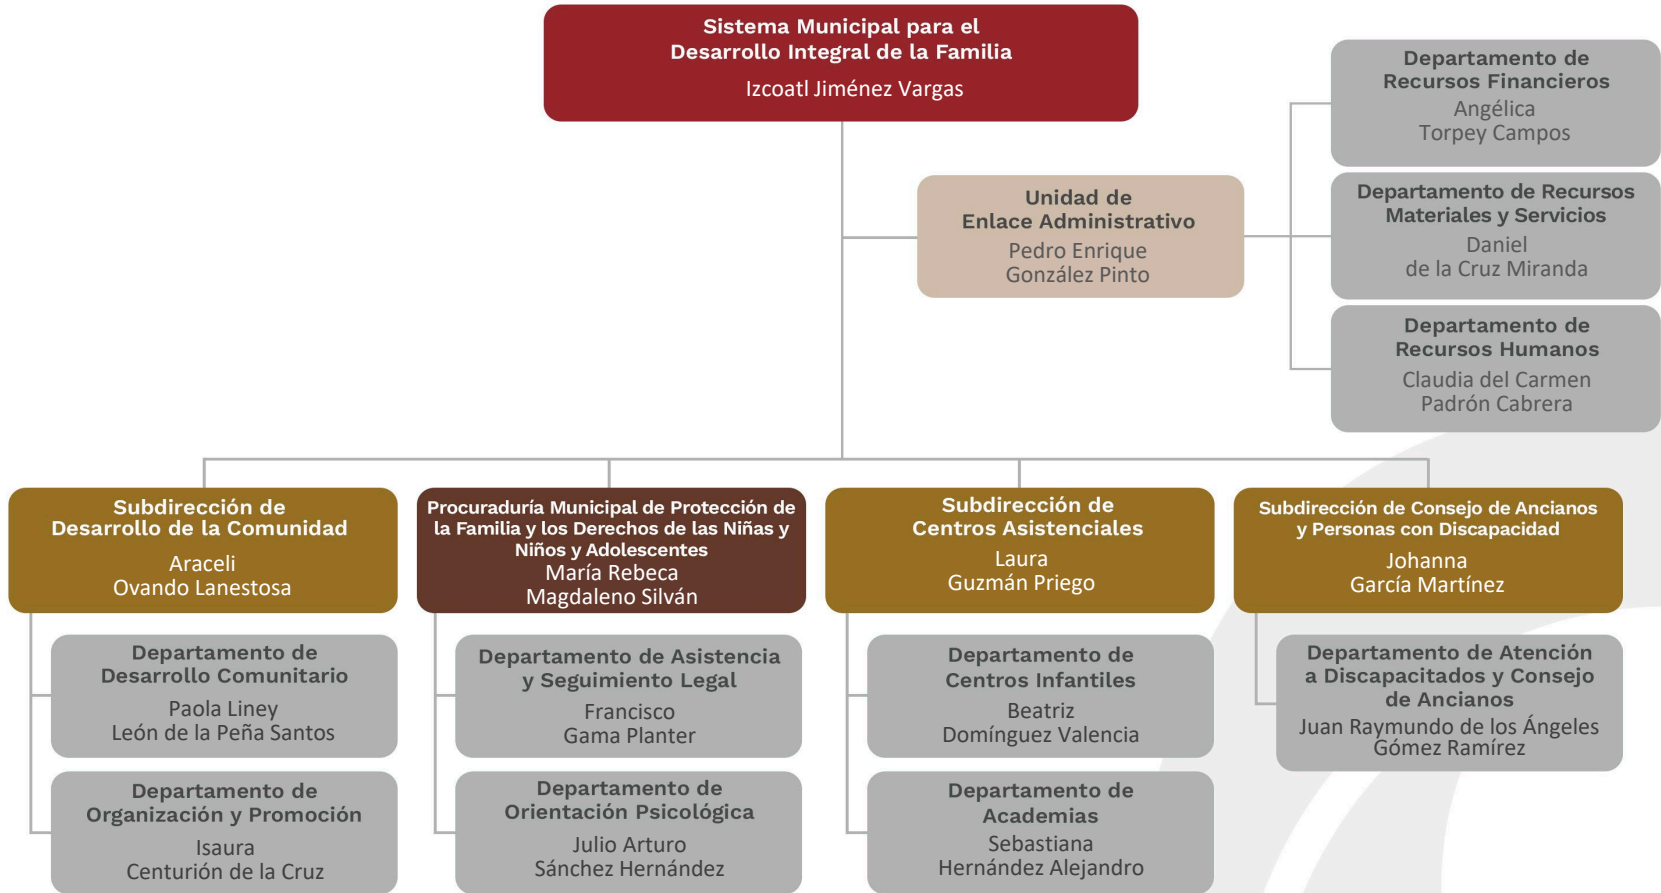 Sistema Municipal para el
Desarrollo Integral de la Familia
Izcoatl Jiménez Vargas
Departamento de
Recursos Financieros
Angélica
Torpey Campos
Unidad de
Enlace Administrativo
Pedro Enrique
González Pinto
Departamento de Recursos
Materiales y Servicios
Daniel
de la Cruz Miranda
Departamento de
Recursos Humanos
Claudia del Carmen
Padrón Cabrera
Subdirección de
Desarrollo de la Comunidad
Araceli
Ovando Lanestosa
Procuraduría Municipal de Protección de
la Familia y los Derechos de las Niñas y
Niños y Adolescentes
María Rebeca
Magdaleno Silván
Subdirección de
Centros Asistenciales
Laura
Guzmán Priego
Subdirección de Consejo de Ancianos
y Personas con Discapacidad
Johanna
García Martínez
Departamento de
Desarrollo Comunitario
Paola Liney
León de la Peña Santos
Departamento de Asistencia
y Seguimiento Legal
Francisco
Gama Planter
Departamento de
Centros Infantiles
Beatriz
Domínguez Valencia
Departamento de Atención
a Discapacitados y Consejo
de Ancianos
Juan Raymundo de los Ángeles
Gómez Ramírez
Departamento de
Organización y Promoción
Isaura
Centurión de la Cruz
Departamento de
Orientación Psicológica
Julio Arturo
Sánchez Hernández
Departamento de
Academias
Sebastiana
Hernández Alejandro